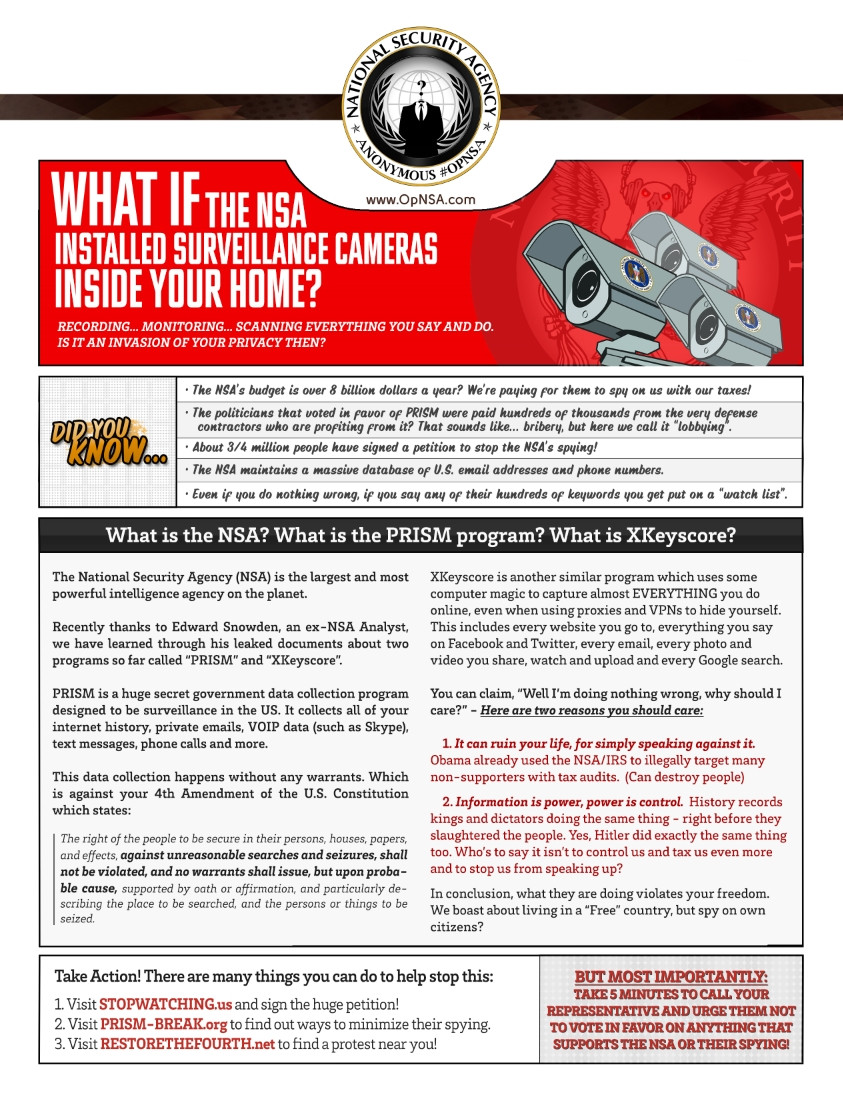 NATIONAL SECURITY AGENCY
?
ANONYMOUS #OPNSA
www.OpNSA.com
WHAT IF THE NSA
INSTALLED SURVEILLANCE CAMERAS
INSIDE YOUR HOME?
RECORDING... MONITORING... SCANNING EVERYTHING YOU SAY AND DO.
IS IT AN INVASION OF YOUR PRIVACY THEN?
DID YOU
KNOW...
· The NSA's budget is over 8 billion dollars a year? We're paying for them to spy on us with our taxes!
· The politicians that voted in favor of PRISM were paid hundreds of thousands from the very defense
contractors who are profiting from it? That sounds like... bribery, but here we call it "lobbying".
· About 3/4 million people have signed a petition to stop the NSA's spying!
· The NSA maintains a massive database of U.S. email addresses and phone numbers.
· Even if you do nothing wrong, if you say any of their hundreds of keywords you get put on a "watch list".
What is the NSA? What is the PRISM program? What is XKeyscore?
The National Security Agency (NSA) is the largest and most
powerful intelligence agency on the planet.
Recently thanks to Edward Snowden, an ex-NSA Analyst,
we have learned through his leaked documents about two
programs so far called "PRISM" and "XKeyscore".
PRISM is a huge secret government data collection program
designed to be surveillance in the US. It collects all of your
internet history, private emails, VOIP data (such as Skype),
text messages, phone calls and more.
This data collection happens without any warrants. Which
is against your 4th Amendment of the U.S. Constitution
which states:
The right of the people to be secure in their persons, houses, papers,
and effects, against unreasonable searches and seizures, shall
not be violated, and no warrants shall issue, but upon proba-
ble cause, supported by oath or affirmation, and particularly de-
scribing the place to be searched, and the persons or things to be
seized.
XKeyscore is another similar program which uses some
computer magic to capture almost EVERYTHING you do
online, even when using proxies and VPNs to hide yourself.
This includes every website you go to, everything you say
on Facebook and Twitter, every email, every photo and
video you share, watch and upload and every Google search.
You can claim, "Well I'm doing nothing wrong, why should I
care?" – Here are two reasons you should care:
1. It can ruin your life, for simply speaking against it.
Obama already used the NSA/IRS to illegally target many
non-supporters with tax audits. (Can destroy people)
2. Information is power, power is control. History records
kings and dictators doing the same thing – right before they
slaughtered the people. Yes, Hitler did exactly the same thing
too. Who's to say it isn't to control us and tax us even more
and to stop us from speaking up?
In conclusion, what they are doing violates your freedom.
We boast about living in a "Free" country, but spy on own
citizens?
Take Action! There are many things you can do to help stop this:
1. Visit STOPWATCHING.us and sign the huge petition!
2. Visit PRISM-BREAK.org to find out ways to minimize their spying.
3. Visit RESTORETHEFOURTH.net to find a protest near you!
BUT MOST IMPORTANTLY:
TAKE 5 MINUTES TO CALL YOUR
REPRESENTATIVE AND URGE THEM NOT
TO VOTE IN FAVOR ON ANYTHING THAT
SUPPORTS THE NSA OR THEIR SPYING!